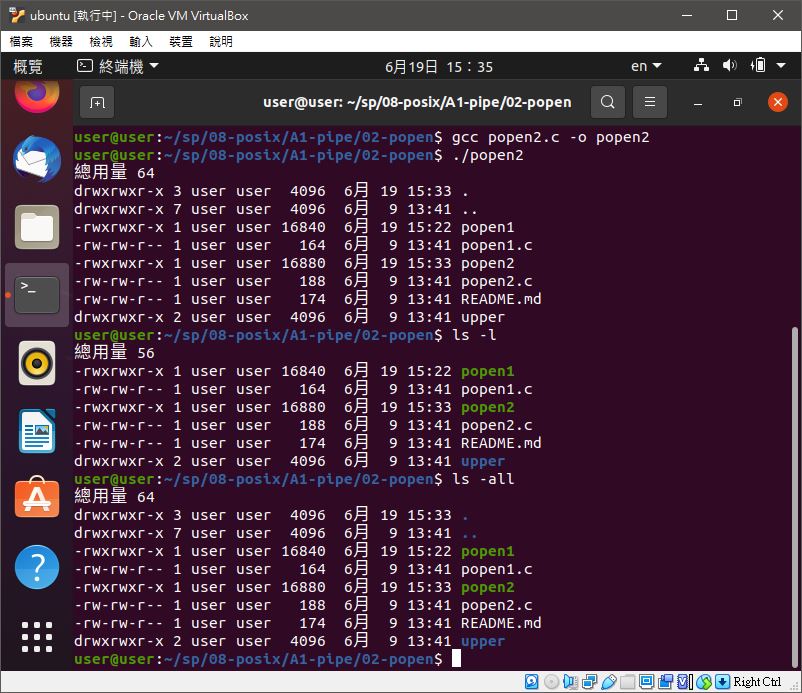 ubuntu [執行中] - Oracle VM VirtualBox
檔案 機器 檢視 輸入 裝置 說明
概覽 終端機 6月19日 15：35 en
user@user: ~/sp/08-posix/A1-pipe/02-popen
user@user:~/sp/08-posix/A1-pipe/02-popen$ gcc popen2.c -o popen2
user@user:~/sp/08-posix/A1-pipe/02-popen$ ./popen2
總用量 64
drwxrwxr-x 3 user user  4096  6月 19 15:33 .
drwxrwxr-x 7 user user  4096  6月  9 13:41 ..
-rwxrwxr-x 1 user user 16840  6月 19 15:22 popen1
-rw-rw-r-- 1 user user   164  6月  9 13:41 popen1.c
-rwxrwxr-x 1 user user 16880  6月 19 15:33 popen2
-rw-rw-r-- 1 user user   188  6月  9 13:41 popen2.c
-rw-rw-r-- 1 user user   174  6月  9 13:41 README.md
drwxrwxr-x 2 user user  4096  6月  9 13:41 upper
user@user:~/sp/08-posix/A1-pipe/02-popen$ ls -l
總用量 56
-rwxrwxr-x 1 user user 16840  6月 19 15:22 popen1
-rw-rw-r-- 1 user user   164  6月  9 13:41 popen1.c
-rwxrwxr-x 1 user user 16880  6月 19 15:33 popen2
-rw-rw-r-- 1 user user   188  6月  9 13:41 popen2.c
-rw-rw-r-- 1 user user   174  6月  9 13:41 README.md
drwxrwxr-x 2 user user  4096  6月  9 13:41 upper
user@user:~/sp/08-posix/A1-pipe/02-popen$ ls -all
總用量 64
drwxrwxr-x 3 user user  4096  6月 19 15:33 .
drwxrwxr-x 7 user user  4096  6月  9 13:41 ..
-rwxrwxr-x 1 user user 16840  6月 19 15:22 popen1
-rw-rw-r-- 1 user user   164  6月  9 13:41 popen1.c
-rwxrwxr-x 1 user user 16880  6月 19 15:33 popen2
-rw-rw-r-- 1 user user   188  6月  9 13:41 popen2.c
-rw-rw-r-- 1 user user   174  6月  9 13:41 README.md
drwxrwxr-x 2 user user  4096  6月  9 13:41 upper
user@user:~/sp/08-posix/A1-pipe/02-popen$
Right Ctrl